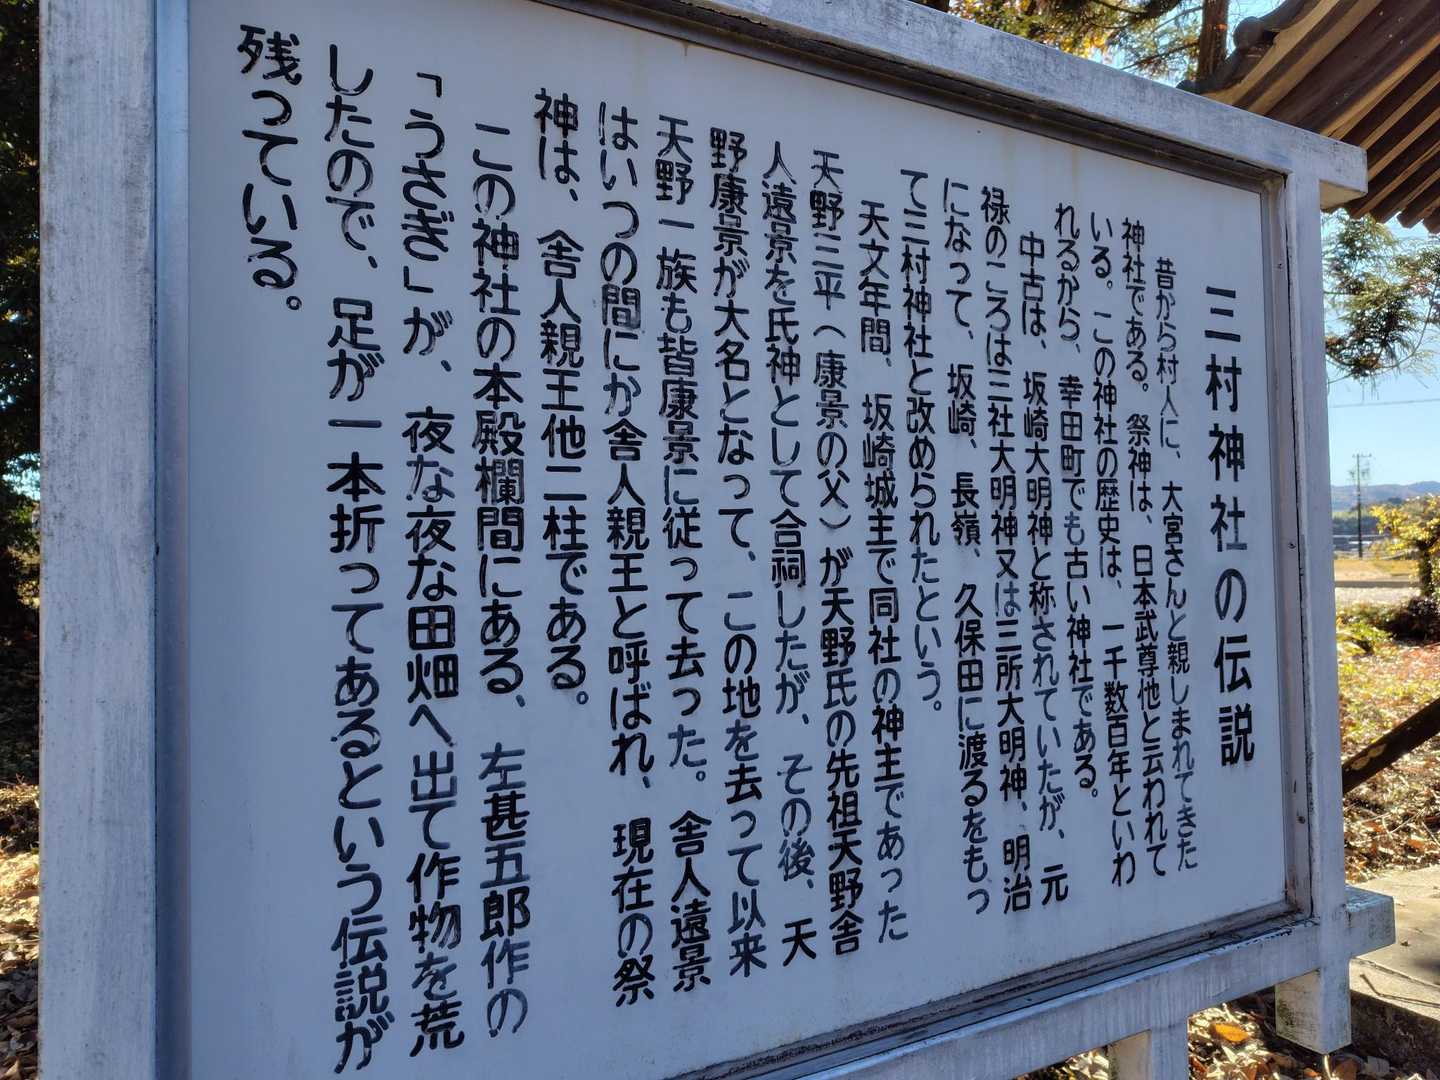 三村神社の伝説
昔から村人に、大宮さんと親しまれてきた
神社である。祭神は、日本武尊他と云われて
いる。この神社の歴史は、一千数百年といわ
れるから、幸田町でも古い神社である。
中古は、坂崎大明神と称されていたが、元
禄のころは三社大明神又は三所大明神、明治
になって、坂崎、長嶺、久保田に渡るをもっ
て三村神社と改められたという。
天文年間、坂崎城主で同社の神主であった
天野三平(康景の父)が天野氏の先祖天野舎
人遠景を氏神として合祠したが、その後、天
野康景が大名となって、この地を去って以来
天野一族も皆康景に従って去った。舎人遠景
はいつの間にか舎人親王と呼ばれ、現在の祭
神は、舎人親王他二柱である。
この神社の本殿欄間にある、左甚五郎作の
「うさぎ」が、夜な夜な田畑へ出て作物を荒
したので、足が一本折ってあるという伝説が
残っている。